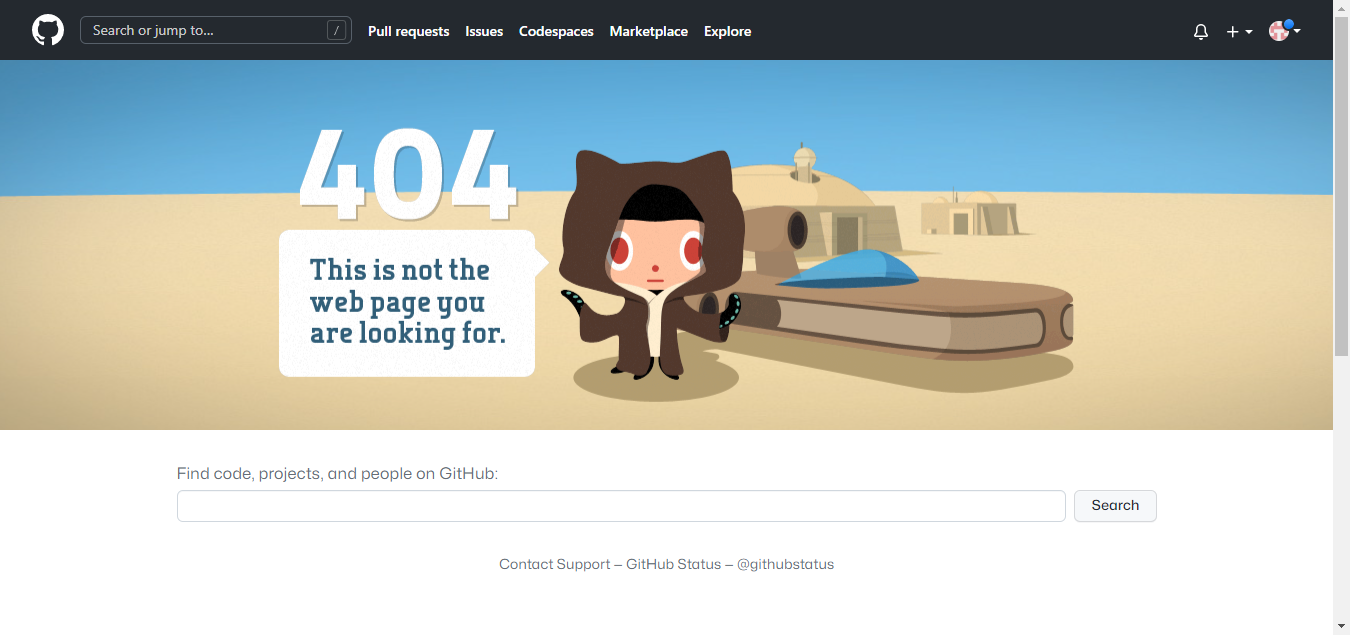 Search or jump to...
/
Pull requests
Issues
Codespaces
Marketplace
Explore
404
This is not the
web page you
are looking for.
Find code, projects, and people on GitHub:
Search
Contact Support — GitHub Status — @githubstatus